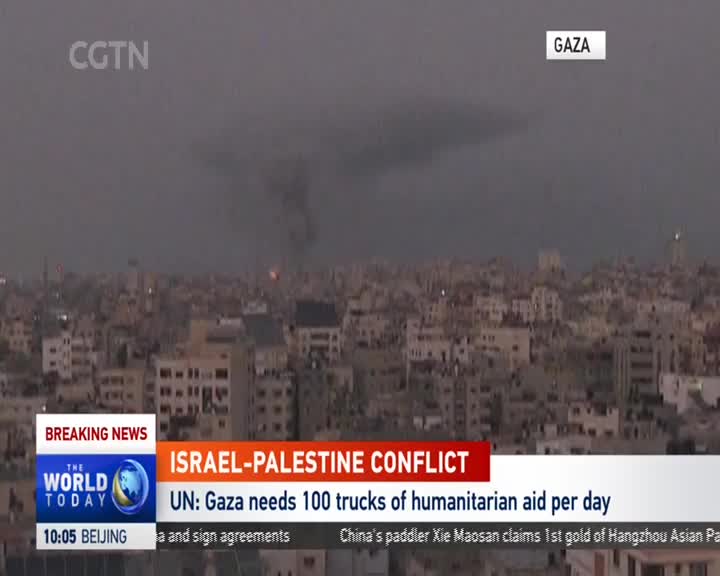 CGTN
GAZA
BREAKING NEWS
ISRAEL-PALESTINE CONFLICT
THE
WORLD
TODAY
UN: Gaza needs 100 trucks of humanitarian aid per day
10:05 BEIJING
a and sign agreements China's paddler Xie Maosan claims 1st gold of Hangzhou Asian Pa